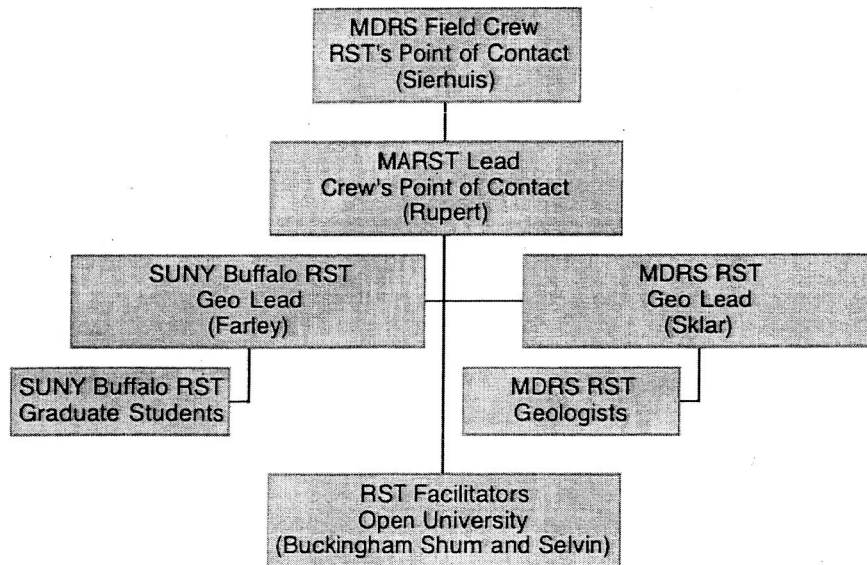 MDRS Field Crew
RST's Point of Contact
(Sierhuis)
MARST Lead
Crew's Point of Contact
(Rupert)
SUNY Buffalo RST
Geo Lead
(Farley)
MDRS RST
Geo Lead
(Sklar)
SUNY Buffalo RST
Graduate Students
MDRS RST
Geologists
RST Facilitators
Open University
(Buckingham Shum and Selvin)